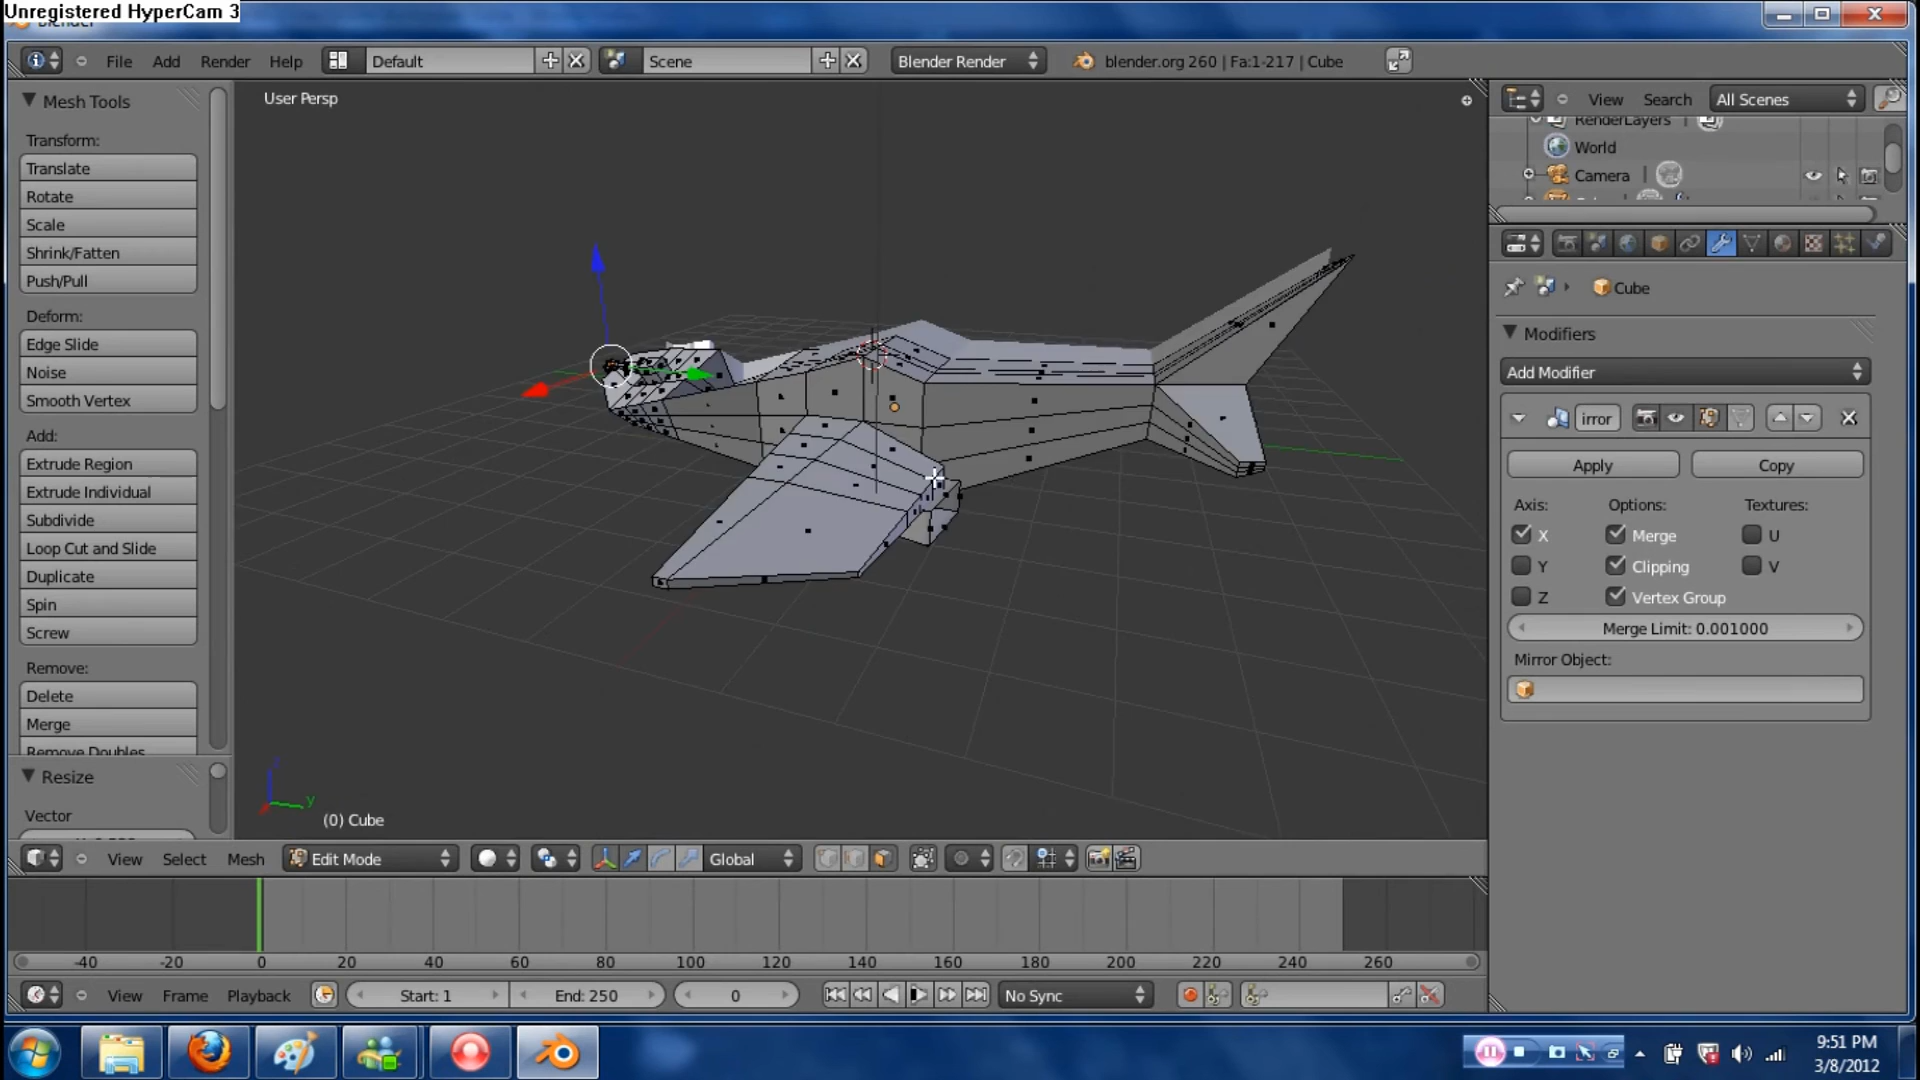 Unregistered HyperCam 3
Blender
File Add Render Help Default Scene Blender Render blender.org 260 | Fa:1-217 | Cube
Mesh Tools
Transform:
Translate
Rotate
Scale
Shrink/Fatten
Push/Pull
Deform:
Edge Slide
Noise
Smooth Vertex
Add:
Extrude Region
Extrude Individual
Subdivide
Loop Cut and Slide
Duplicate
Spin
Screw
Remove:
Delete
Merge
Remove Doubles
Resize
Vector
User Persp
y
(0) Cube
View Search All Scenes
RenderLayers
World
Camera
Cube
Modifiers
Add Modifier
irror
Apply Copy
Axis: Options: Textures:
X Merge U
Y Clipping V
Z Vertex Group
Merge Limit: 0.001000
Mirror Object:
View Select Mesh Edit Mode Global
-40 -20 0 20 40 60 80 100 120 140 160 180 200 220 240 260
View Frame Playback Start: 1 End: 250 0 No Sync
9:51 PM
3/8/2012